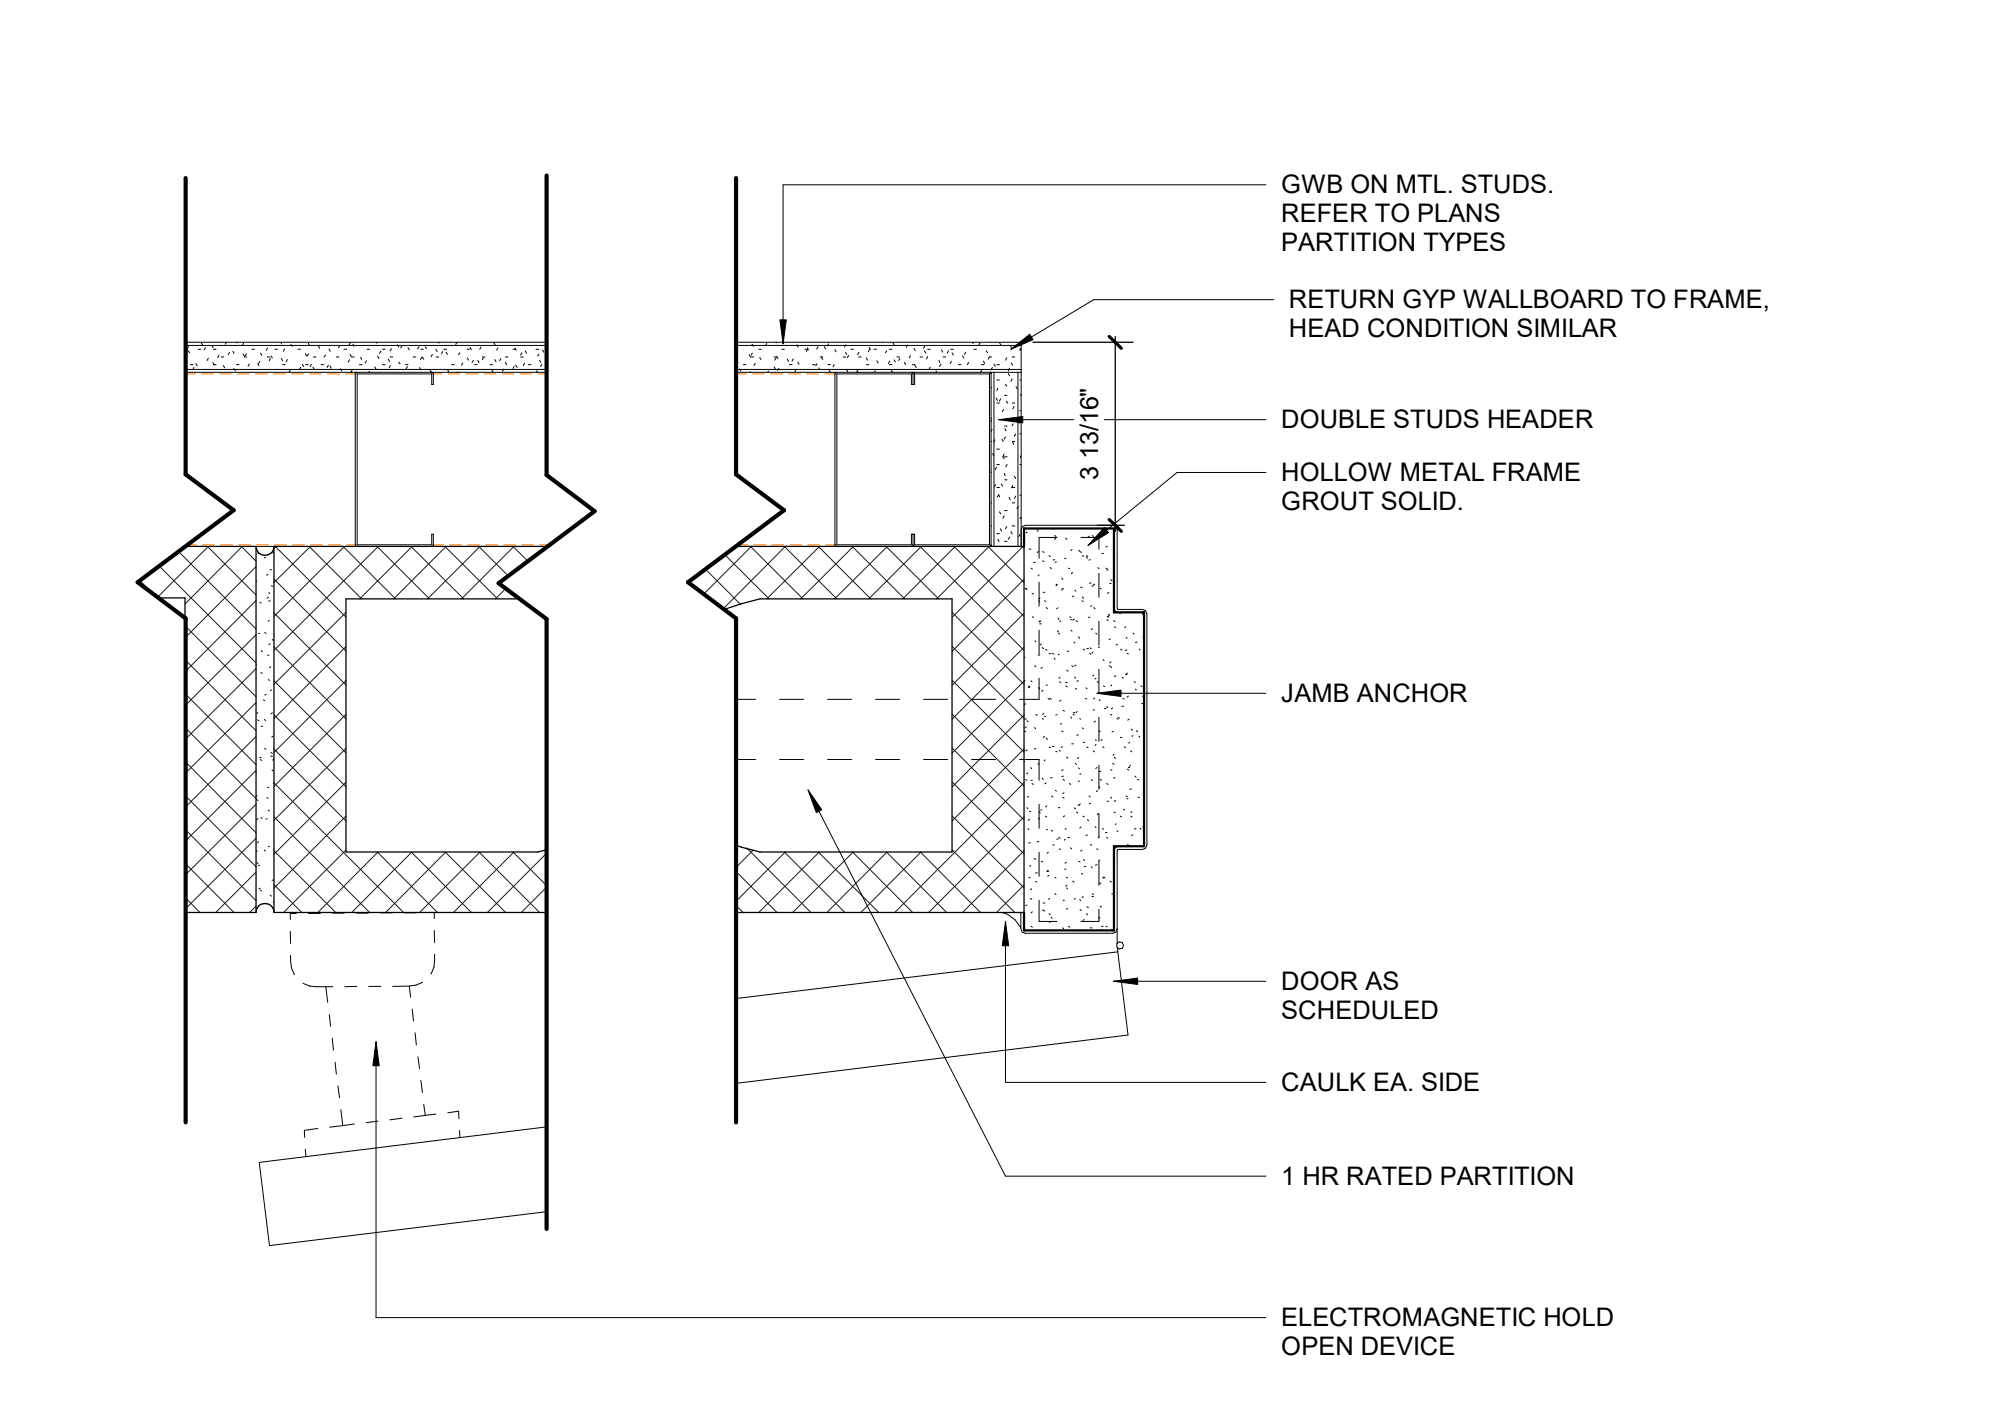 GWB ON MTL. STUDS.
REFER TO PLANS
PARTITION TYPES
RETURN GYP WALLBOARD TO FRAME,
HEAD CONDITION SIMILAR
3 13/16"
DOUBLE STUDS HEADER
HOLLOW METAL FRAME
GROUT SOLID.
JAMB ANCHOR
DOOR AS
SCHEDULED
CAULK EA. SIDE
1 HR RATED PARTITION
ELECTROMAGNETIC HOLD
OPEN DEVICE